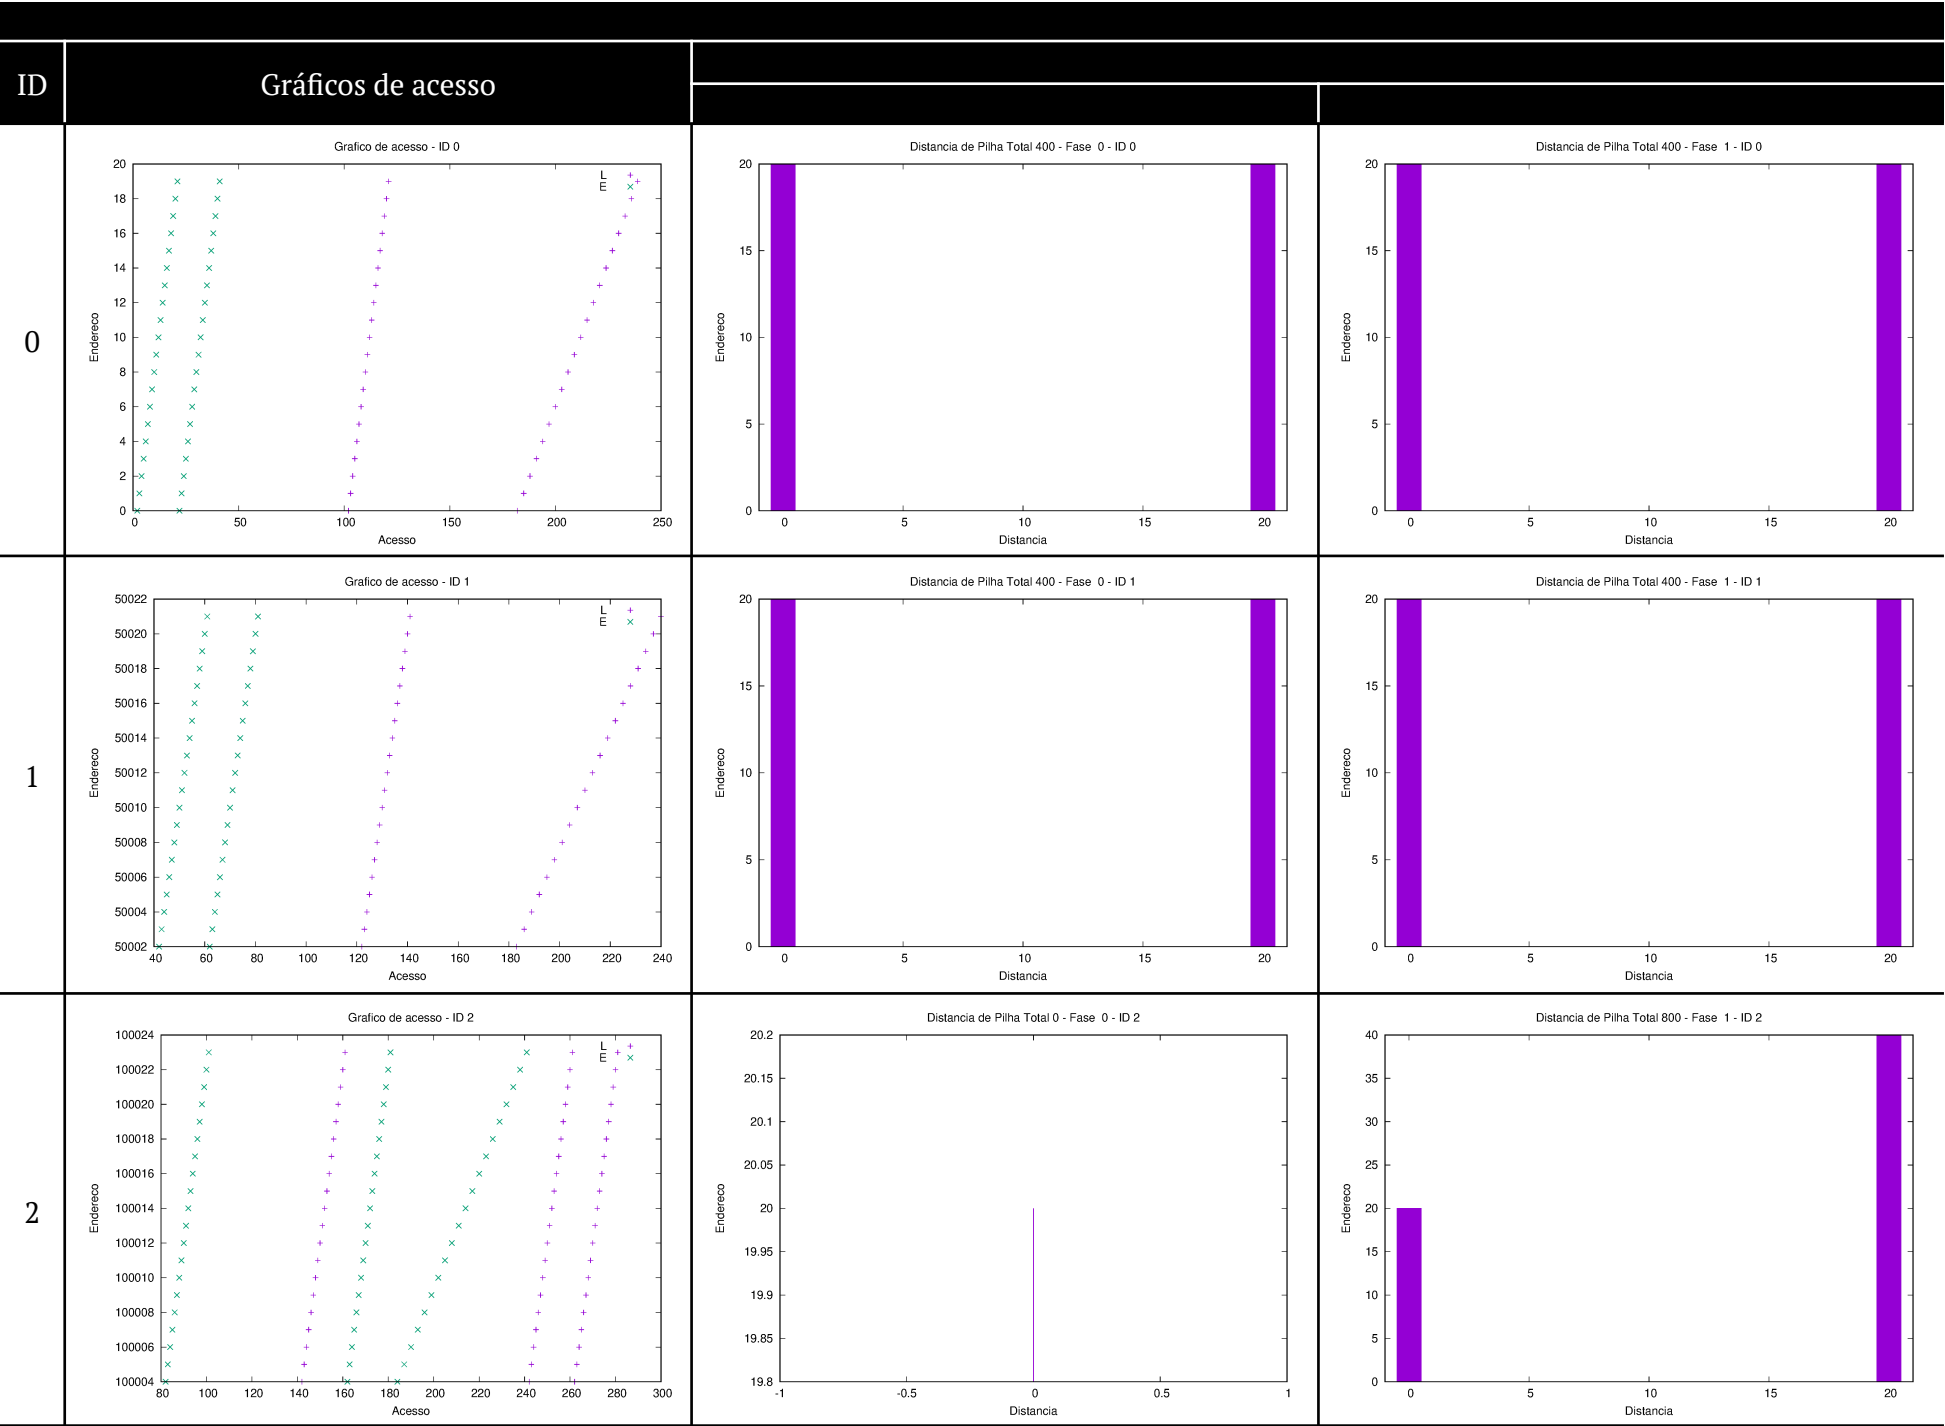 ID
Gráficos de acesso
0
Grafico de acesso - ID 0
L
E
20
18
16
14
12
10
8
6
4
2
0
Endereco
0 50 100 150 200 250
Acesso
Distancia de Pilha Total 400 - Fase 0 - ID 0
20
15
10
5
0
Endereco
0 5 10 15 20
Distancia
Distancia de Pilha Total 400 - Fase 1 - ID 0
20
15
10
5
0
Endereco
0 5 10 15 20
Distancia
1
Grafico de acesso - ID 1
L
E
50022
50020
50018
50016
50014
50012
50010
50008
50006
50004
50002
Endereco
40 60 80 100 120 140 160 180 200 220 240
Acesso
Distancia de Pilha Total 400 - Fase 0 - ID 1
20
15
10
5
0
Endereco
0 5 10 15 20
Distancia
Distancia de Pilha Total 400 - Fase 1 - ID 1
20
15
10
5
0
Endereco
0 5 10 15 20
Distancia
2
Grafico de acesso - ID 2
L
E
100024
100022
100020
100018
100016
100014
100012
100010
100008
100006
100004
Endereco
80 100 120 140 160 180 200 220 240 260 280 300
Acesso
Distancia de Pilha Total 0 - Fase 0 - ID 2
20.2
20.15
20.1
20.05
20
19.95
19.9
19.85
19.8
Endereco
-1 -0.5 0 0.5 1
Distancia
Distancia de Pilha Total 800 - Fase 1 - ID 2
40
35
30
25
20
15
10
5
0
Endereco
0 5 10 15 20
Distancia